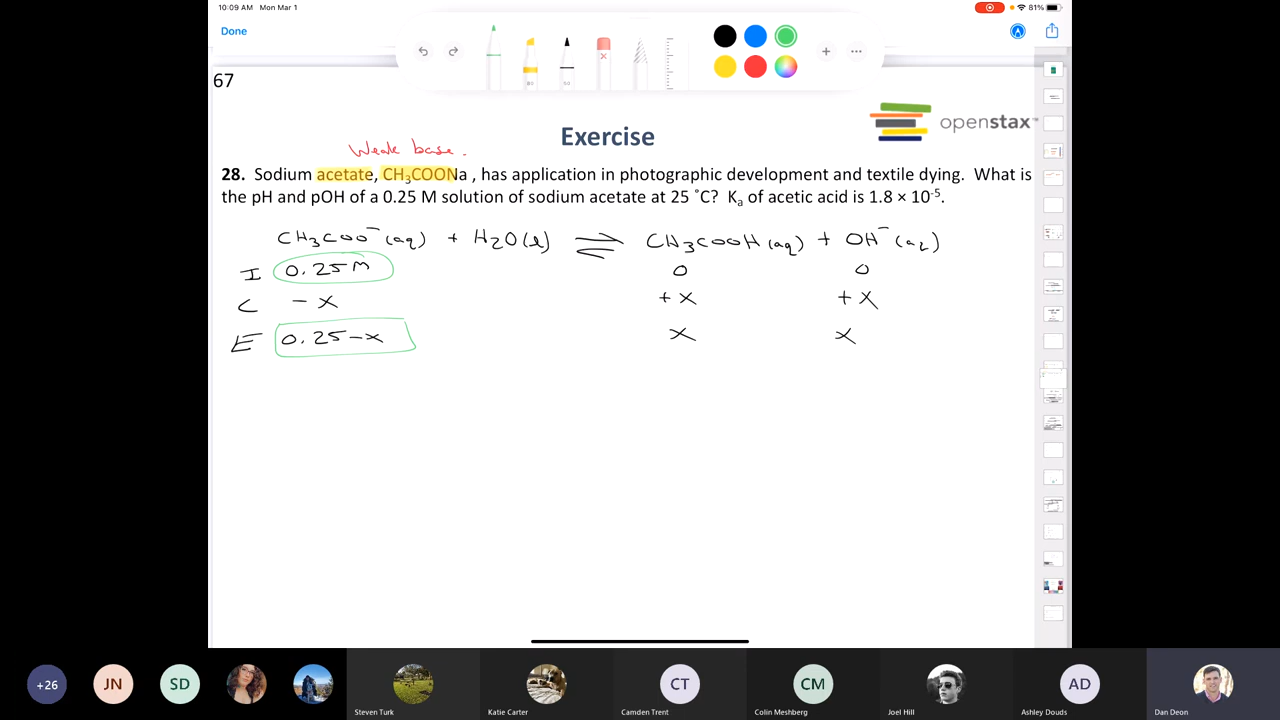 10:09 AM Mon Mar 1
81%
Done
67
openstax™
Exercise
Weak base.
28. Sodium acetate, CH₃COONa , has application in photographic development and textile dying. What is
the pH and pOH of a 0.25 M solution of sodium acetate at 25 ˚C? Kₐ of acetic acid is 1.8 × 10⁻⁵.
CH₃COO⁻(aq) + H₂O(l) ⇌ CH₃COOH(aq) + OH⁻(aq)
I 0.25M 0 0
C - x + x + x
E 0.25-x x x
+26 JN SD CT CM AD
Steven Turk Katie Carter Camden Trent Colin Meshberg Joel Hill Ashley Douds Dan Deon